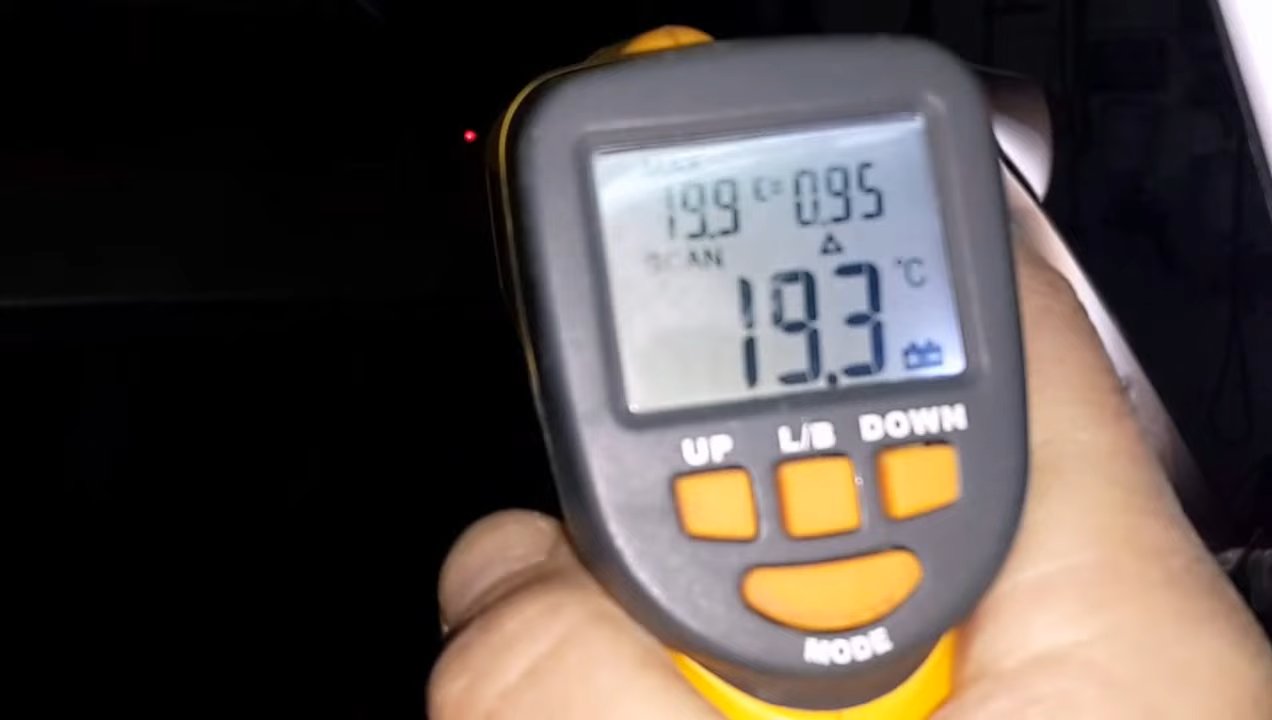 19.9 ε= 0.95
SCAN
19.3 °C
UP L/B DOWN
MODE